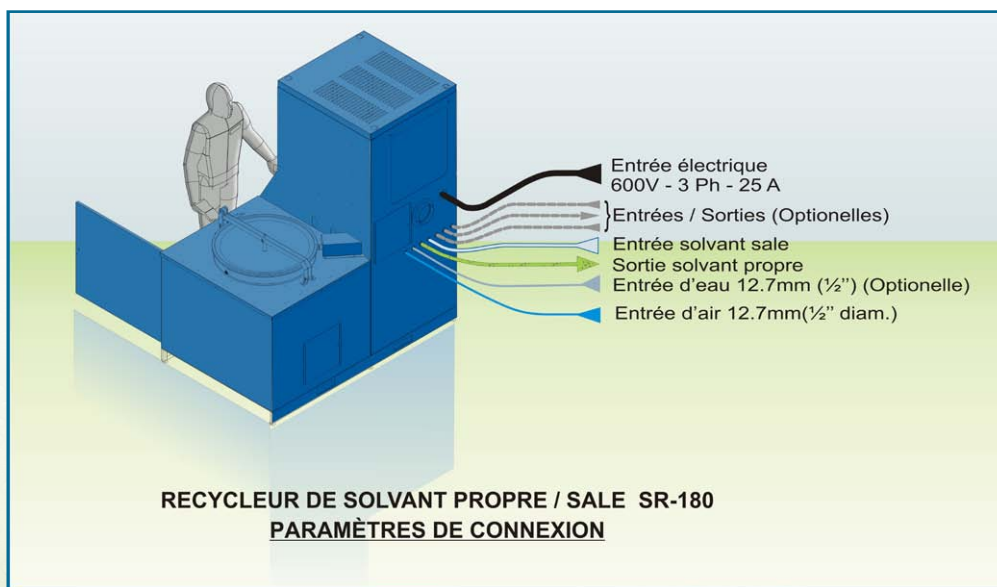 Entrée électrique
600V - 3 Ph - 25 A
Entrées / Sorties (Optionelles)
Entrée solvant sale
Sortie solvant propre
Entrée d'eau 12.7mm (½’’) (Optionelle)
Entrée d'air 12.7mm(½’’ diam.)
RECYCLEUR DE SOLVANT PROPRE / SALE SR-180
PARAMÈTRES DE CONNEXION